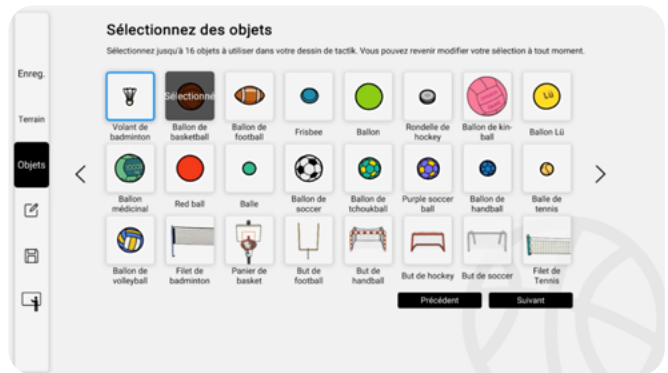 Sélectionnez des objets
Sélectionnez jusqu'à 16 objets à utiliser dans votre dessin de tactik. Vous pouvez revenir modifier votre sélection à tout moment.
Enreg.
Terrain
Objets
Sélectionné
Lü
Volant de badminton
Ballon de basketball
Ballon de football
Frisbee
Ballon
Rondelle de hockey
Ballon de kin-ball
Ballon Lü
Ballon médicinal
Red ball
Balle
Ballon de soccer
Ballon de tchoukball
Purple soccer ball
Ballon de handball
Balle de tennis
Ballon de volleyball
Filet de badminton
Panier de basket
But de football
But de handball
But de hockey
But de soccer
Filet de Tennis
Précédent
Suivant